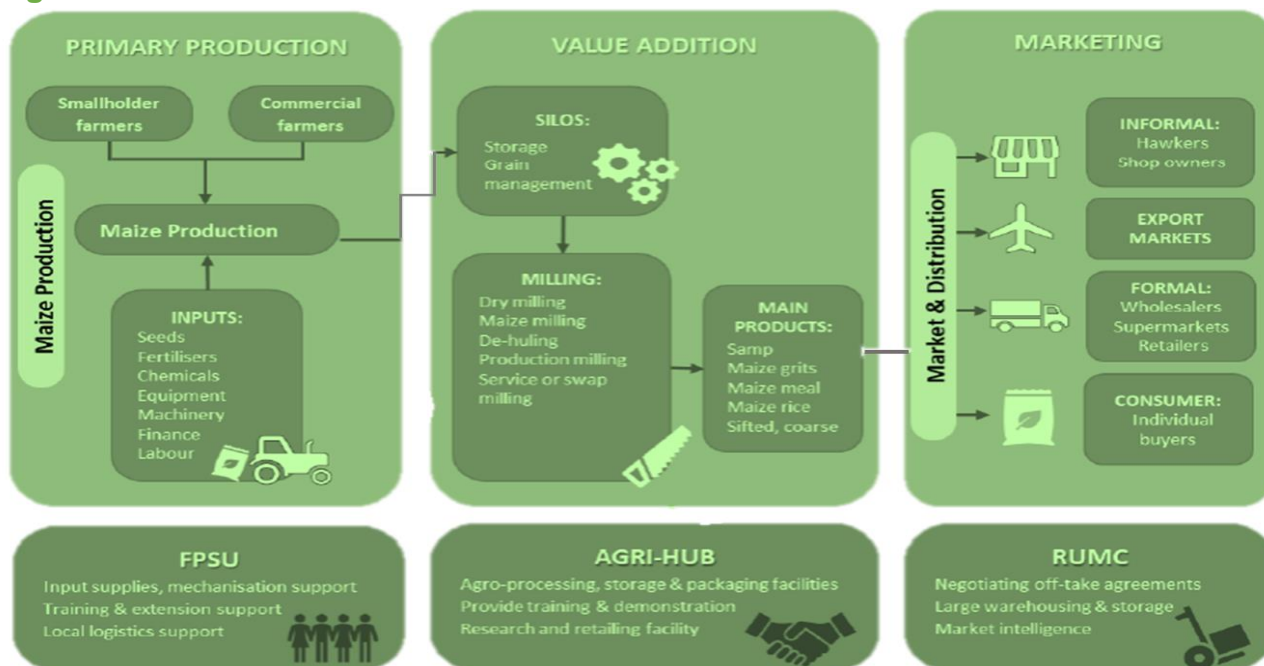 PRIMARY PRODUCTION
Smallholder
farmers
Commercial
farmers
Maize Production
Maize Production
INPUTS:
Seeds
Fertilisers
Chemicals
Equipment
Machinery
Finance
Labour
VALUE ADDITION
SILOS:
Storage
Grain
management
MILLING:
Dry milling
Maize milling
De-huling
Production milling
Service or swap
milling
MAIN
PRODUCTS:
Samp
Maize grits
Maize meal
Maize rice
Sifted, coarse
MARKETING
Market & Distribution
INFORMAL:
Hawkers
Shop owners
EXPORT
MARKETS
FORMAL:
Wholesalers
Supermarkets
Retailers
CONSUMER:
Individual
buyers
FPSU
Input supplies, mechanisation support
Training & extension support
Local logistics support
AGRI-HUB
Agro-processing, storage & packaging facilities
Provide training & demonstration
Research and retailing facility
RUMC
Negotiating off-take agreements
Large warehousing & storage
Market intelligence